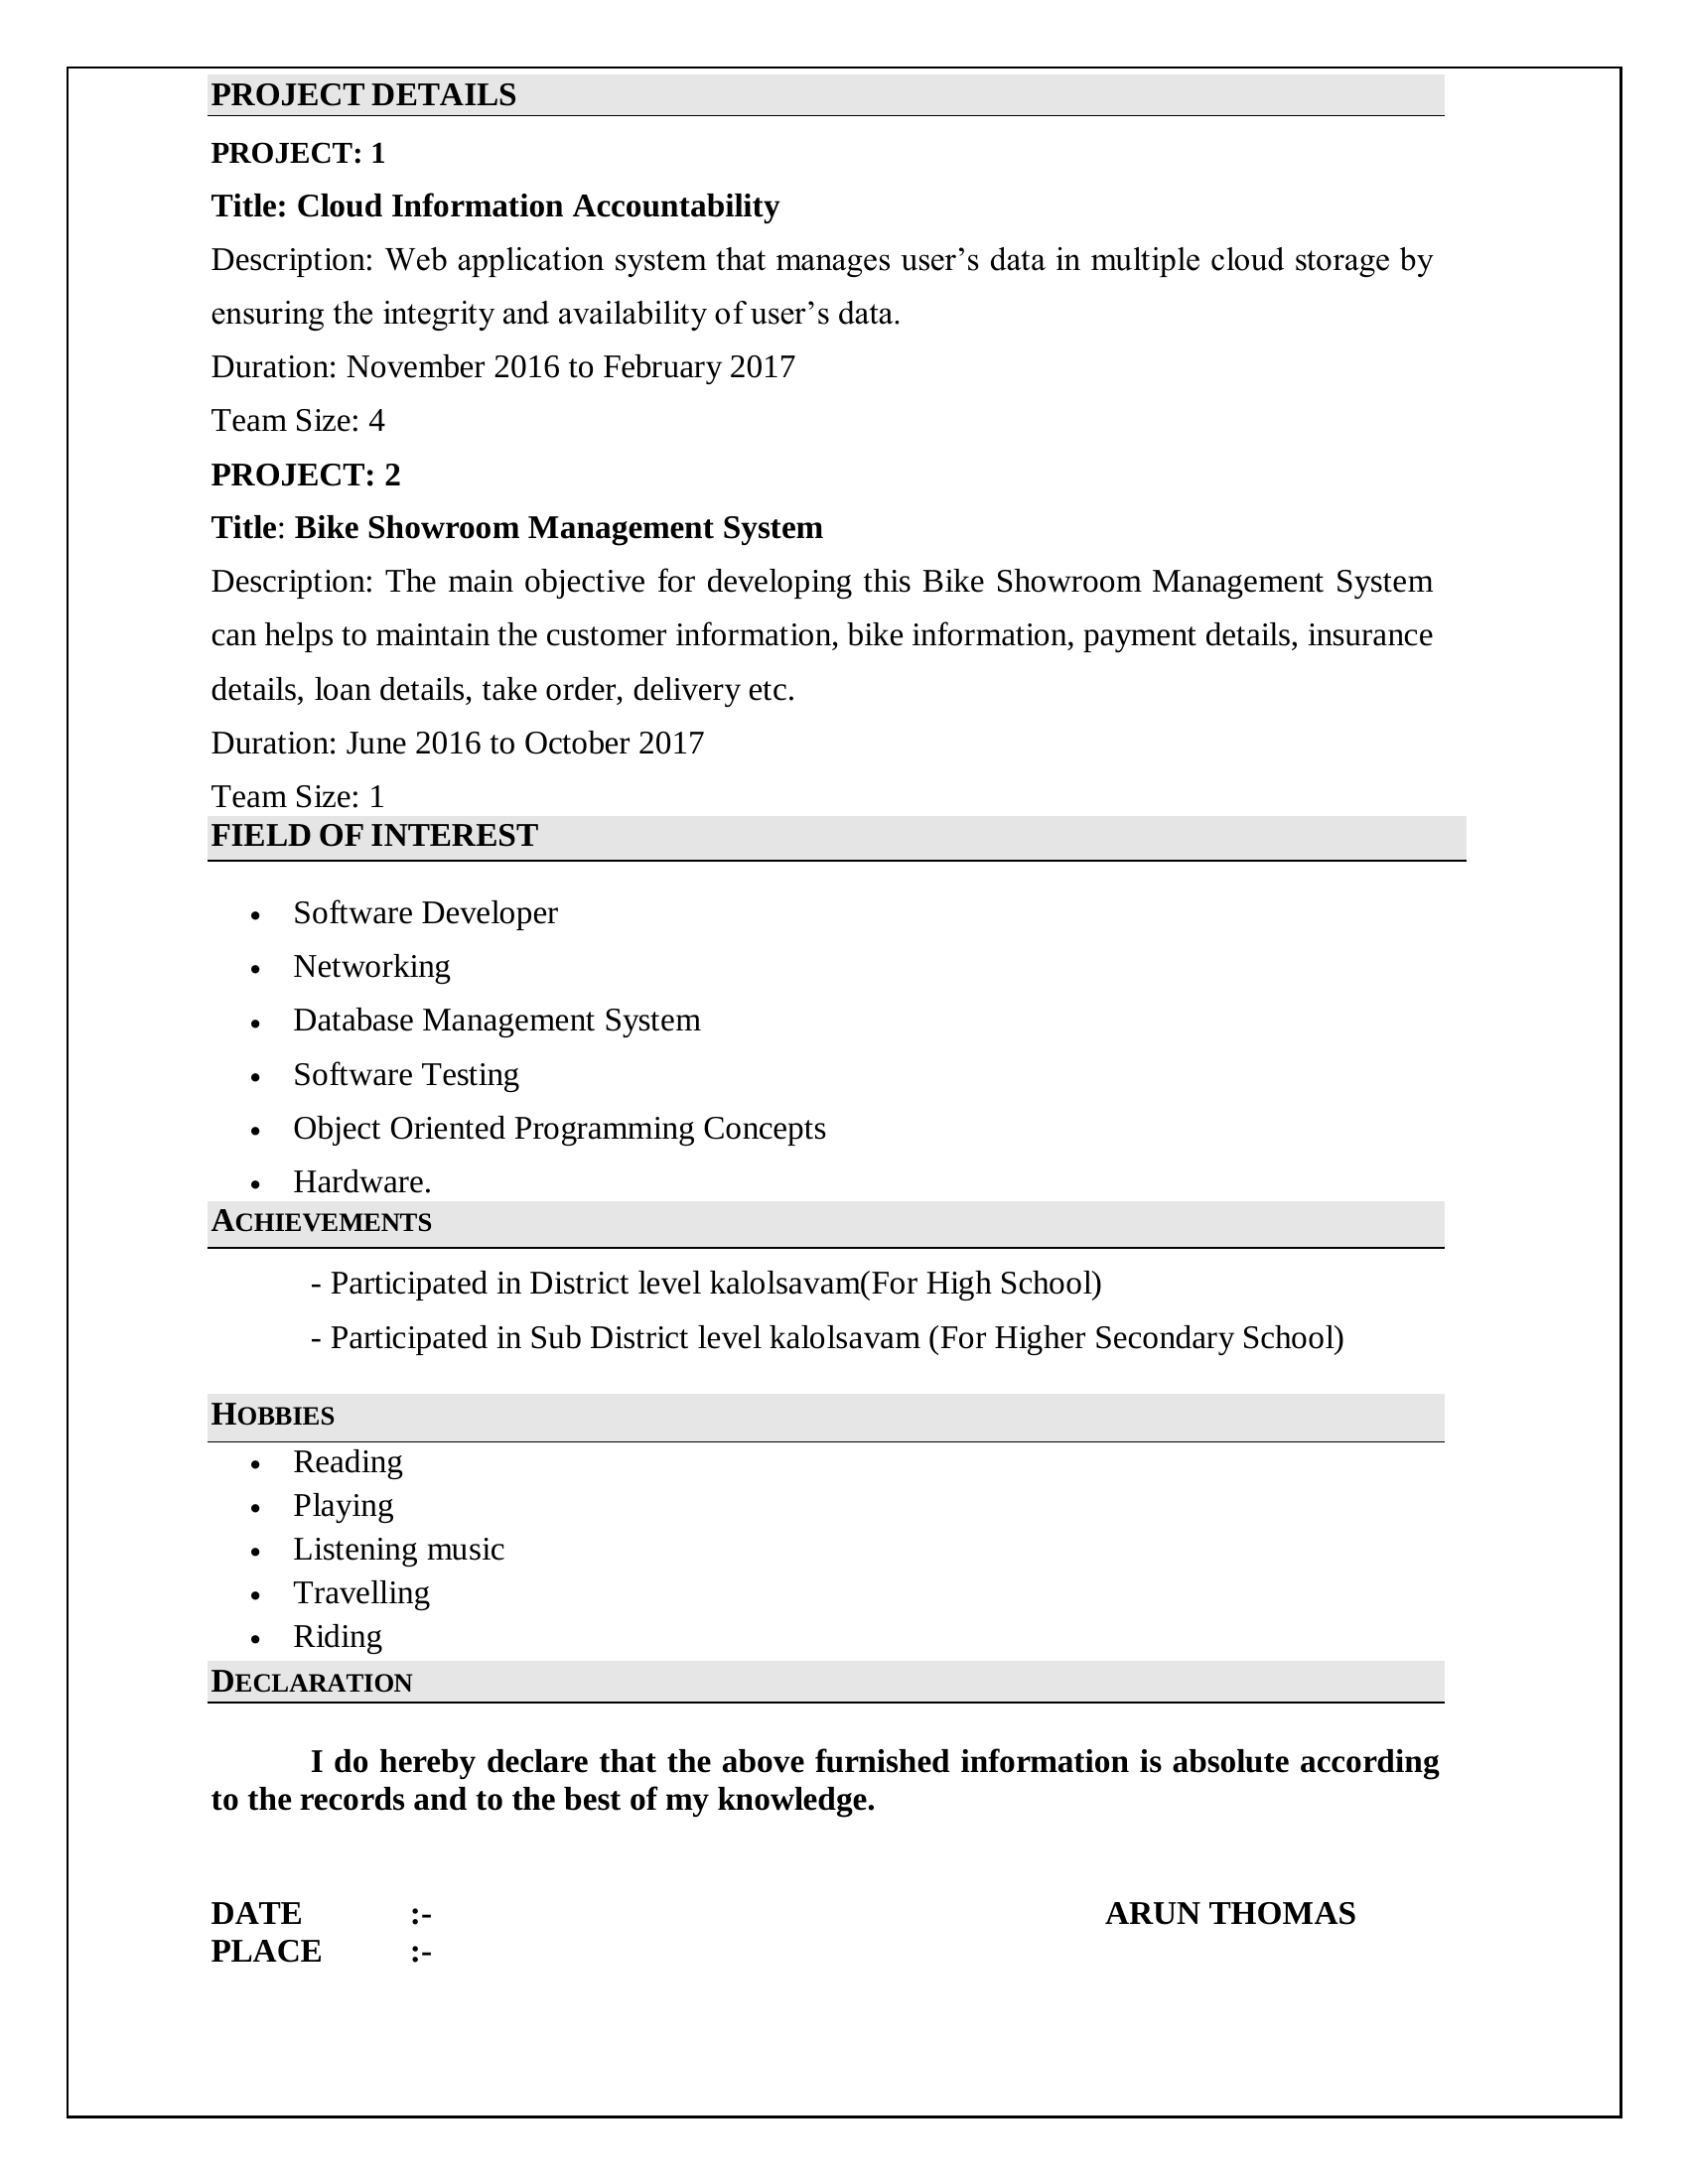 PROJECT DETAILS
PROJECT: 1
Title: Cloud Information Accountability
Description: Web application system that manages user’s data in multiple cloud storage by
ensuring the integrity and availability of user’s data.
Duration: November 2016 to February 2017
Team Size: 4
PROJECT: 2
Title: Bike Showroom Management System
Description: The main objective for developing this Bike Showroom Management System
can helps to maintain the customer information, bike information, payment details, insurance
details, loan details, take order, delivery etc.
Duration: June 2016 to October 2017
Team Size: 1
FIELD OF INTEREST
• Software Developer
• Networking
• Database Management System
• Software Testing
• Object Oriented Programming Concepts
• Hardware.
ACHIEVEMENTS
- Participated in District level kalolsavam(For High School)
- Participated in Sub District level kalolsavam (For Higher Secondary School)
HOBBIES
• Reading
• Playing
• Listening music
• Travelling
• Riding
DECLARATION
I do hereby declare that the above furnished information is absolute according
to the records and to the best of my knowledge.
DATE :- ARUN THOMAS
PLACE :-